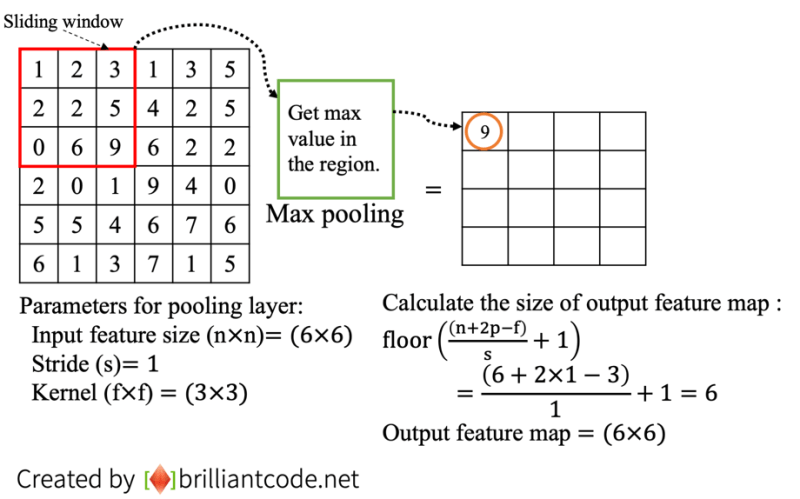 Sliding window
1 2 3 1 3 5
2 2 5 4 2 5
0 6 9 6 2 2
2 0 1 9 4 0
5 5 4 6 7 6
6 1 3 7 1 5
Get max
value in
the region.
Max pooling
=
9
Parameters for pooling layer:
Input feature size (n×n)= (6×6)
Stride (s)= 1
Kernel (f×f) = (3×3)
Calculate the size of output feature map :
floor((n+2p−f)/s + 1)
= (6 + 2×1 − 3)/1 + 1 = 6
Output feature map = (6×6)
Created by []brilliantcode.net